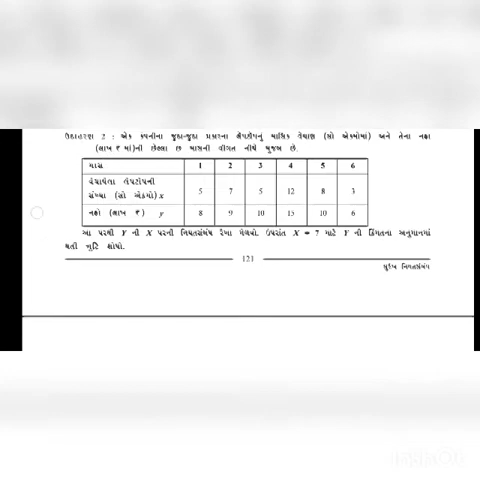 ઉદાહરણ 2 : એક કંપનીના જુદા-જુદા પ્રકારના લૅપટૉપનું માસિક વેચાણ (સો એકમોમાં) અને તેના નફા
(લાખ ₹ માં)ની છેલ્લા છ માસની વીગત નીચે મુજબ છે.
માસ 1 2 3 4 5 6
વેચાયેલા લૅપટૉપની
સંખ્યા (સો એકમો) x 5 7 5 12 8 3
નફો (લાખ ₹) y 8 9 10 15 10 6
આ પરથી Y ની X પરની નિયતસંબંધ રેખા મેળવો. ઉપરાંત X = 7 માટે Y ની કિંમતના અનુમાનમાં
થતી ત્રુટિ શોધો.
121
સુરેખ નિયતસંબંધ